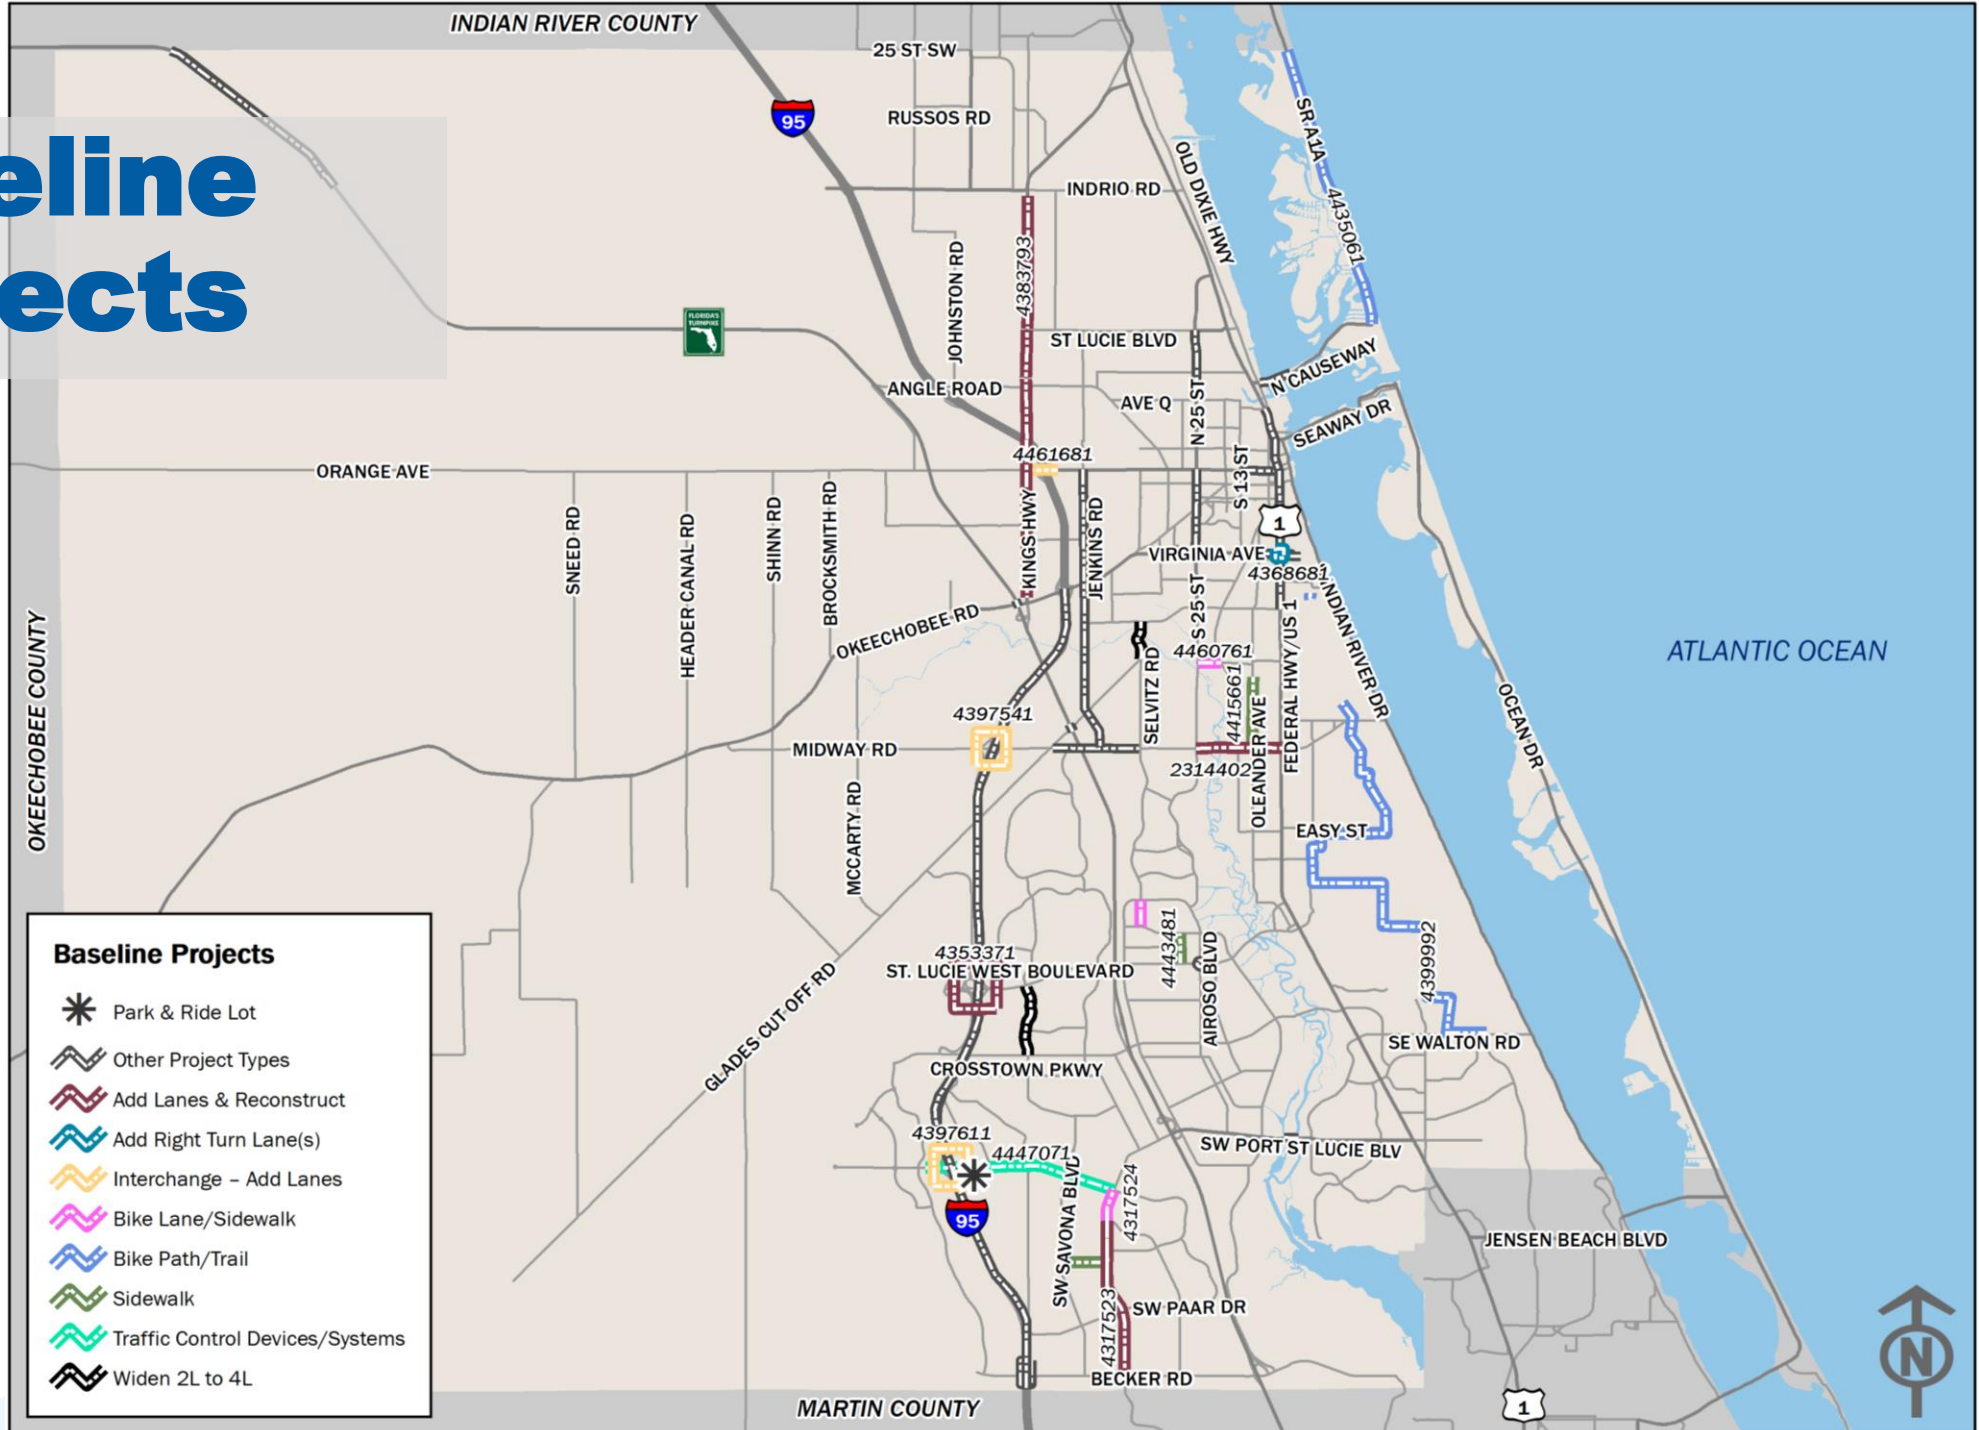 INDIAN RIVER COUNTY
25 ST SW
95
RUSSOS RD
SR A1A
OLD DIXIE HWY
eline
ects
INDRIO RD
4435061
JOHNSTON RD
4383793
FLORIDA'S
TURNPIKE
ST LUCIE BLVD
N CAUSEWAY
ANGLE ROAD
AVE Q
N 25 ST
SEAWAY DR
4461681
ORANGE AVE
S 13 ST
SNEED RD
HEADER CANAL RD
SHINN RD
BROCKSMITH RD
KINGS HWY
JENKINS RD
1
VIRGINIA AVE
4368681
S 25 ST
INDIAN RIVER DR
OKEECHOBEE RD
OKEECHOBEE COUNTY
4460761
ATLANTIC OCEAN
SELVITZ RD
4415661
OLEANDER AVE
FEDERAL HWY/US 1
OCEAN DR
4397541
MIDWAY RD
2314402
MCCARTY RD
EASY ST
4443481
4399992
4353371
ST. LUCIE WEST BOULEVARD
AIROSO BLVD
GLADES CUT OFF RD
SE WALTON RD
CROSSTOWN PKWY
4397611
4447071
SW PORT ST LUCIE BLV
SW SAVONA BLVD
4317524
95
JENSEN BEACH BLVD
4317523
SW PAAR DR
BECKER RD
MARTIN COUNTY
1
N
Baseline Projects
Park & Ride Lot
Other Project Types
Add Lanes & Reconstruct
Add Right Turn Lane(s)
Interchange – Add Lanes
Bike Lane/Sidewalk
Bike Path/Trail
Sidewalk
Traffic Control Devices/Systems
Widen 2L to 4L